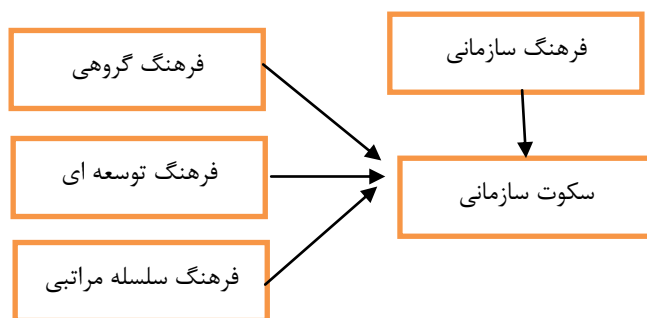 فرهنگ سازمانی
فرهنگ گروهی
فرهنگ توسعه ای
سکوت سازمانی
فرهنگ سلسله مراتبی